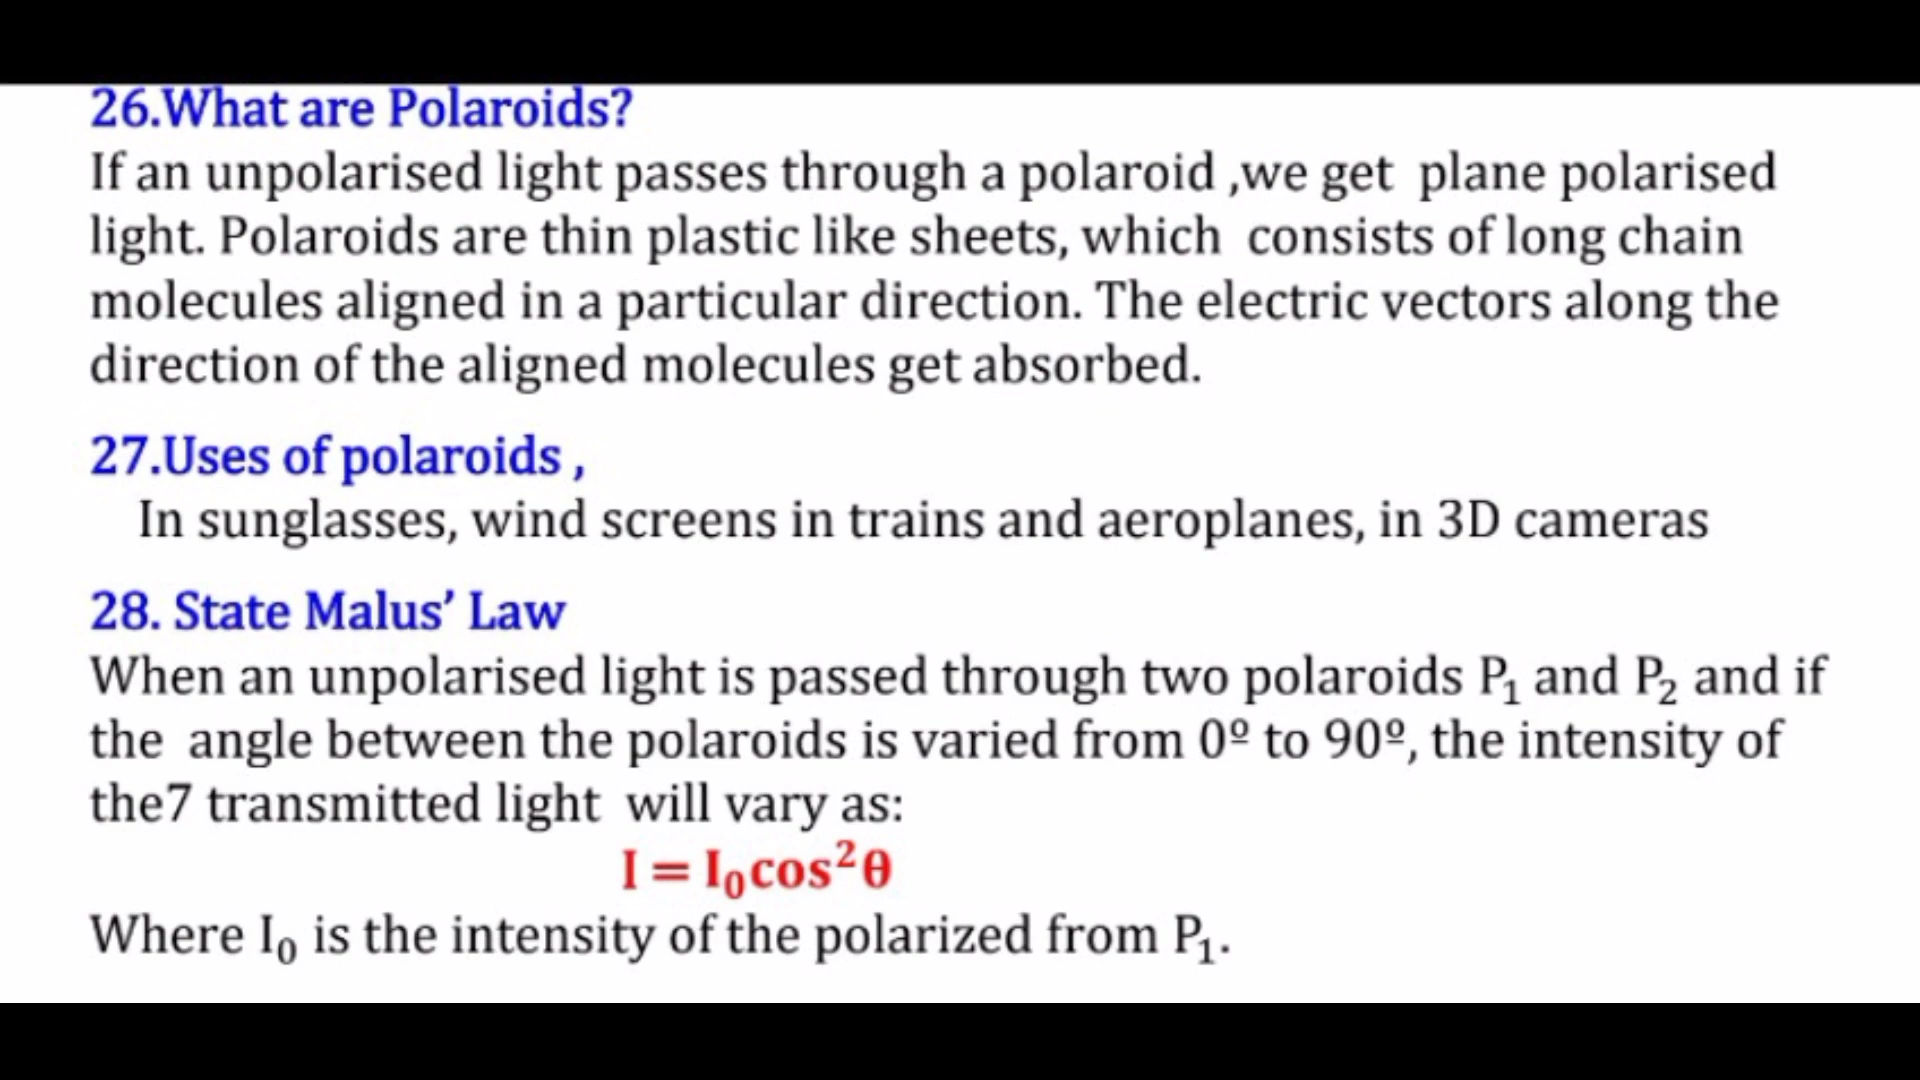 26.What are Polaroids?
If an unpolarised light passes through a polaroid ,we get plane polarised
light. Polaroids are thin plastic like sheets, which consists of long chain
molecules aligned in a particular direction. The electric vectors along the
direction of the aligned molecules get absorbed.
27.Uses of polaroids ,
In sunglasses, wind screens in trains and aeroplanes, in 3D cameras
28. State Malus’ Law
When an unpolarised light is passed through two polaroids P₁ and P₂ and if
the angle between the polaroids is varied from 0º to 90º, the intensity of
the7 transmitted light will vary as:
I = I₀cos²θ
Where I₀ is the intensity of the polarized from P₁.